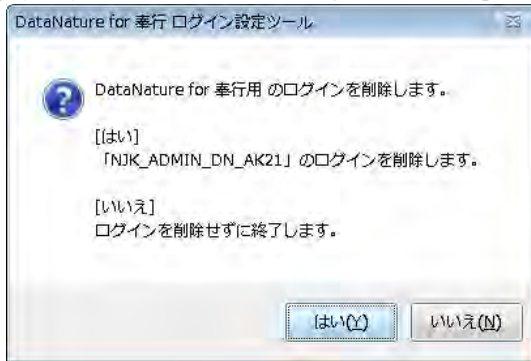 DataNature for 奉行 ログイン設定ツール
DataNature for 奉行用 のログインを削除します。
[はい]
「NJK_ADMIN_DN_AK21」のログインを削除します。
[いいえ]
ログインを削除せずに終了します。
はい(Y)
いいえ(N)